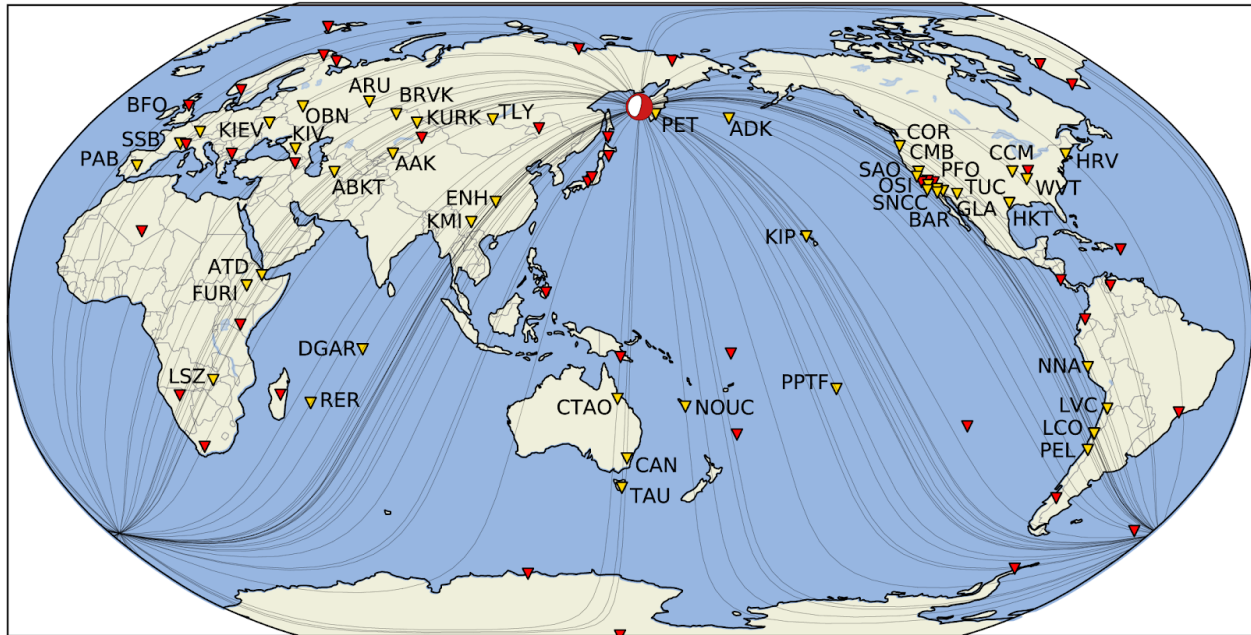 ARU
BRVK
BFO
OBN
TLY
KURK
PET
ADK
SSB
KIEV
KIV
COR
CMB
CCM
HRV
PAB
AAK
SAO
PFO
ABKT
OSI
TUC
WVT
ENH
SNCC
GLA
HKT
KMI
BAR
KIP
ATD
FURI
DGAR
NNA
LSZ
PPTF
RER
CTAO
NOUC
LVC
LCO
PEL
CAN
TAU